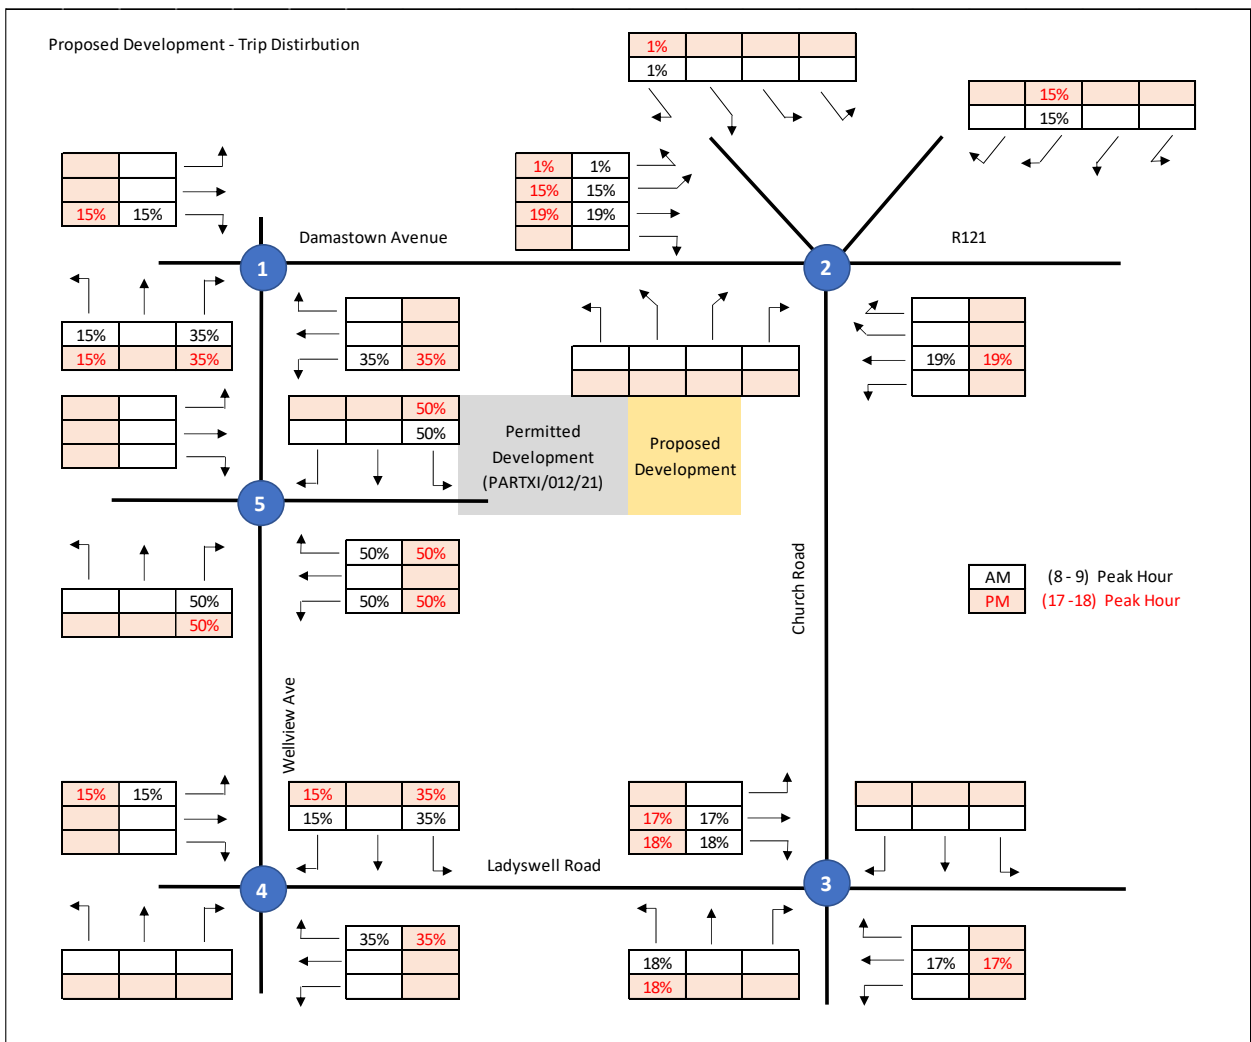 Proposed Development - Trip Distirbution
1%
1%
15%
15%
1% 1%
15% 15%
19% 19%
15% 15%
Damastown Avenue
R121
1
2
15% 35%
15% 35%
35% 35%
19% 19%
50%
50%
Permitted
Development
(PARTXI/012/21)
Proposed
Development
5
50% 50%
50% 50%
50%
50%
Church Road
AM (8 - 9) Peak Hour
PM (17 -18) Peak Hour
Wellview Ave
15% 15%
15% 35%
15% 35%
17% 17%
18% 18%
Ladyswell Road
4
3
35% 35%
18%
18%
17% 17%